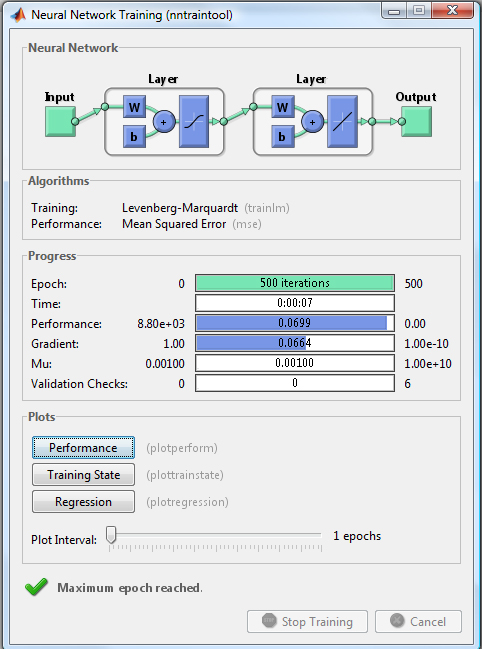 Neural Network Training (nntraintool)
Neural Network
Layer Layer
Input Output
W W
+ +
b b
Algorithms
Training: Levenberg-Marquardt (trainlm)
Performance: Mean Squared Error (mse)
Progress
Epoch: 0 500 iterations 500
Time: 0:00:07
Performance: 8.80e+03 0.0699 0.00
Gradient: 1.00 0.0664 1.00e-10
Mu: 0.00100 0.00100 1.00e+10
Validation Checks: 0 0 6
Plots
Performance (plotperform)
Training State (plottrainstate)
Regression (plotregression)
Plot Interval: 1 epochs
Maximum epoch reached.
Stop Training Cancel